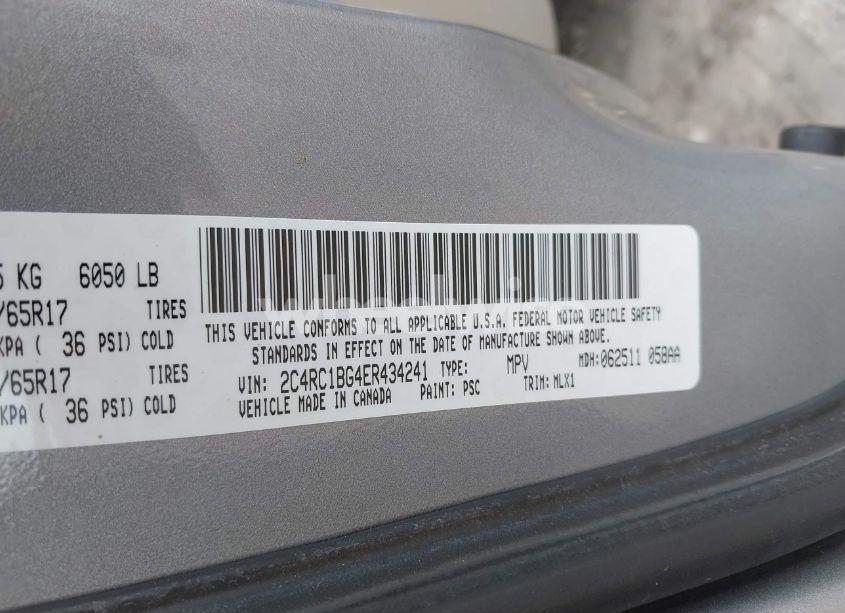 5 KG 6050 LB
/65R17 TIRES
KPA ( 36 PSI) COLD
/65R17 TIRES
KPA ( 36 PSI) COLD
THIS VEHICLE CONFORMS TO ALL APPLICABLE U.S.A. FEDERAL MOTOR VEHICLE SAFETY
STANDARDS IN EFFECT ON THE DATE OF MANUFACTURE SHOWN ABOVE.
VIN: 2C4RC1BG4ER434241 TYPE: MPV MDH:062511 058AA
VEHICLE MADE IN CANADA PAINT: PSC TRIM: MLX1